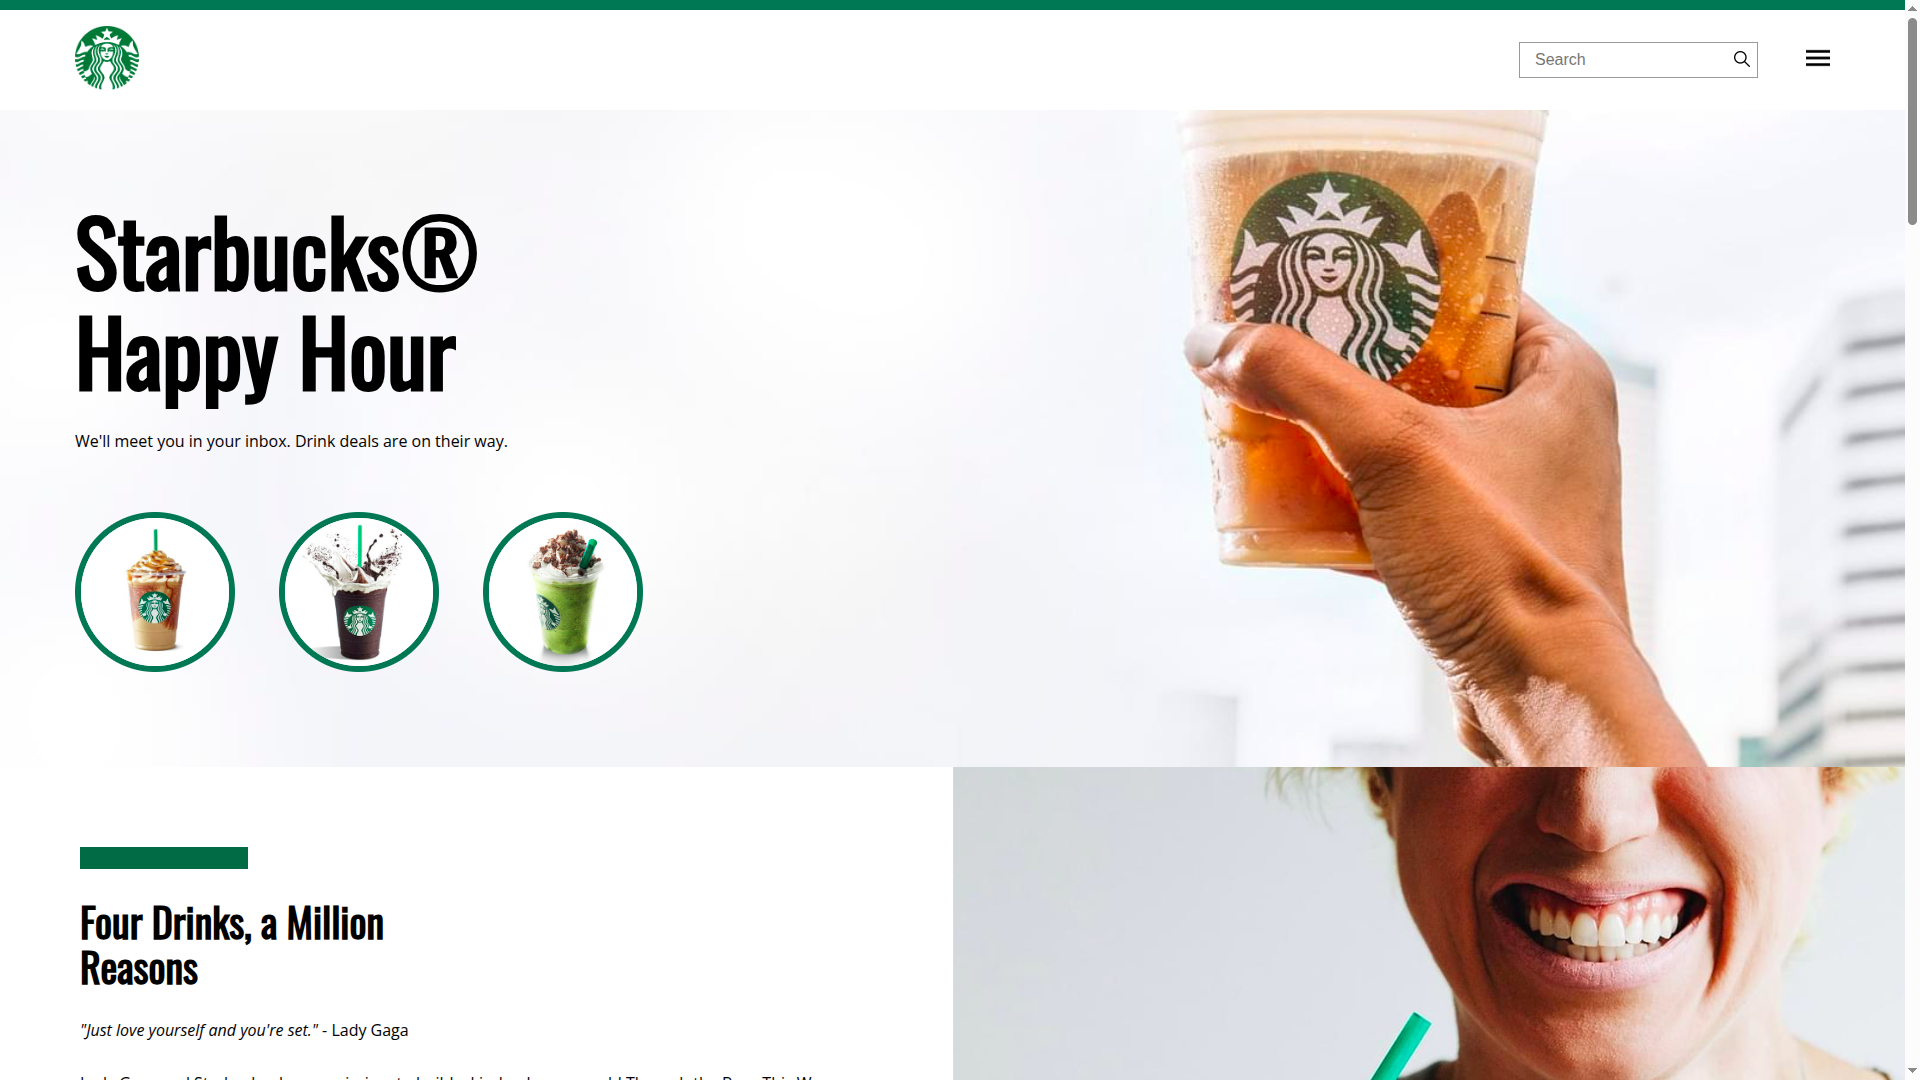 Search
Starbucks®
Happy Hour
We'll meet you in your inbox. Drink deals are on their way.
Four Drinks, a Million
Reasons
"Just love yourself and you're set." - Lady Gaga